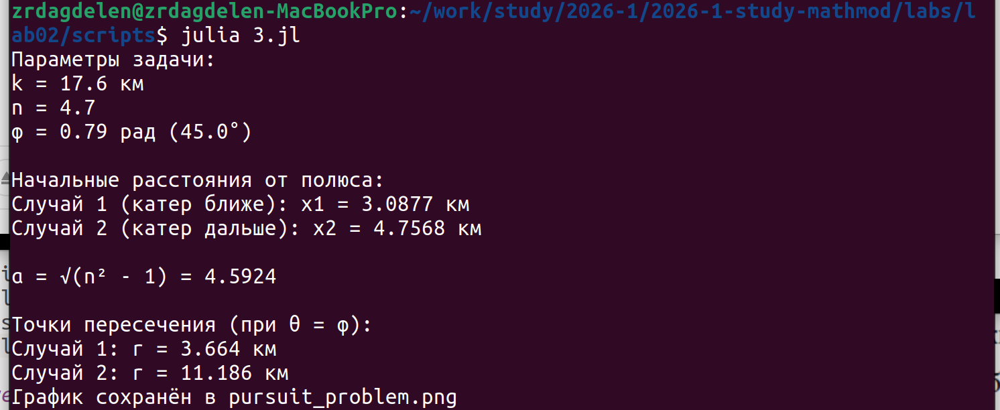 zrdagdelen@zrdagdelen-MacBookPro:~/work/study/2026-1/2026-1-study-mathmod/labs/l
ab02/scripts$ julia 3.jl
Параметры задачи:
k = 17.6 км
n = 4.7
φ = 0.79 рад (45.0°)
Начальные расстояния от полюса:
Случай 1 (катер ближе): x1 = 3.0877 км
Случай 2 (катер дальше): x2 = 4.7568 км
α = √(n² - 1) = 4.5924
Точки пересечения (при θ = φ):
Случай 1: r = 3.664 км
Случай 2: r = 11.186 км
График сохранён в pursuit_problem.png